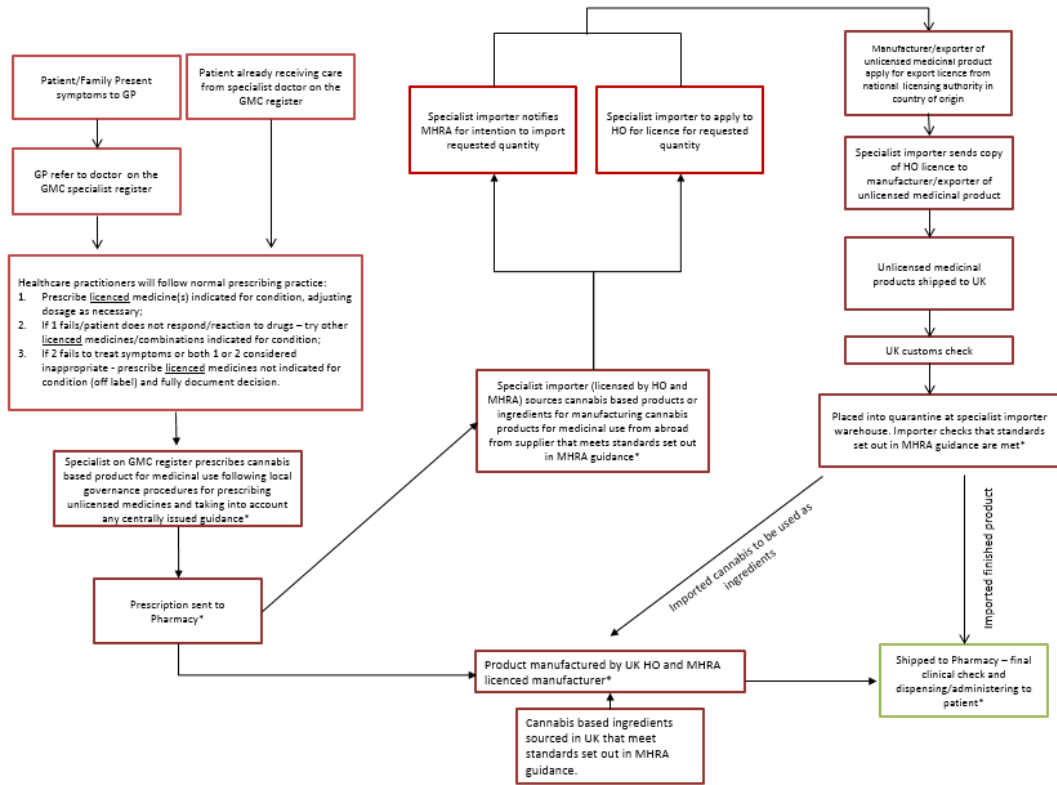 Patient/Family Present
symptoms to GP
Patient already receiving care
from specialist doctor on the
GMC register
GP refer to doctor on the
GMC specialist register
Healthcare practitioners will follow normal prescribing practice:
1. Prescribe licenced medicine(s) indicated for condition, adjusting
dosage as necessary;
2. If 1 fails/patient does not respond/reaction to drugs – try other
licenced medicines/combinations indicated for condition;
3. If 2 fails to treat symptoms or both 1 or 2 considered
inappropriate - prescribe licenced medicines not indicated for
condition (off label) and fully document decision.
Specialist on GMC register prescribes cannabis
based product for medicinal use following local
governance procedures for prescribing
unlicensed medicines and taking into account
any centrally issued guidance*
Prescription sent to
Pharmacy*
Specialist importer notifies
MHRA for intention to import
requested quantity
Specialist importer to apply to
HO for licence for requested
quantity
Specialist importer (licensed by HO and
MHRA) sources cannabis based products or
ingredients for manufacturing cannabis
products for medicinal use from abroad
from supplier that meets standards set out
in MHRA guidance*
Manufacturer/exporter of
unlicensed medicinal product
apply for export licence from
national licensing authority in
country of origin
Specialist importer sends copy
of HO licence to
manufacturer/exporter of
unlicensed medicinal product
Unlicensed medicinal
products shipped to UK
UK customs check
Placed into quarantine at specialist importer
warehouse. Importer checks that standards
set out in MHRA guidance are met*
Imported cannabis to be used as
ingredients
Imported finished product
Product manufactured by UK HO and MHRA
licenced manufacturer*
Cannabis based ingredients
sourced in UK that meet
standards set out in MHRA
guidance.
Shipped to Pharmacy – final
clinical check and
dispensing/administering to
patient*